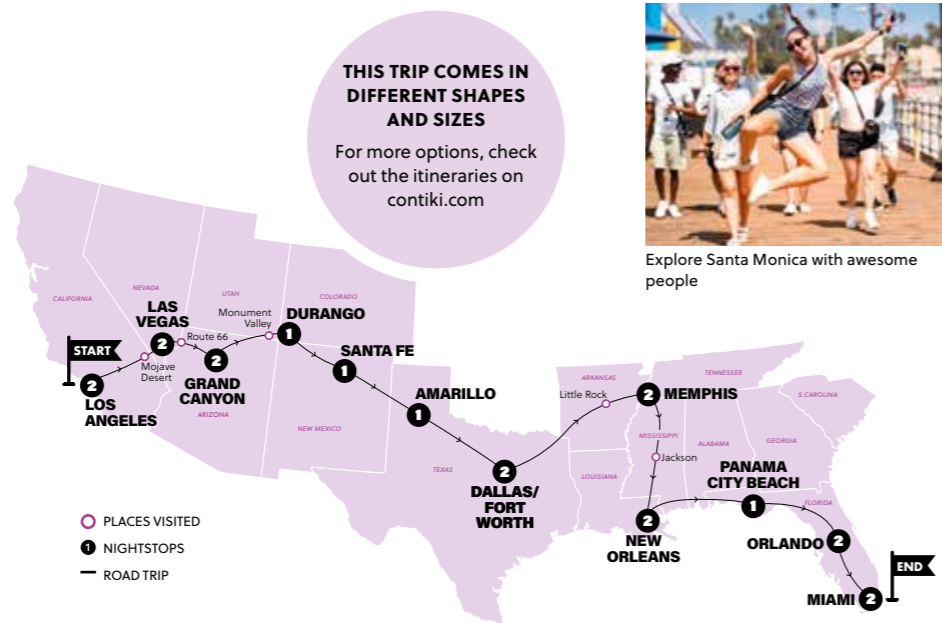 THIS TRIP COMES IN
DIFFERENT SHAPES
AND SIZES
For more options, check
out the itineraries on
contiki.com
Explore Santa Monica with awesome
people
CALIFORNIA
NEVADA
UTAH
COLORADO
ARIZONA
NEW MEXICO
TEXAS
ARKANSAS
LOUISIANA
TENNESSEE
MISSISSIPPI
ALABAMA
GEORGIA
S.CAROLINA
FLORIDA
START
2
LOS
ANGELES
Mojave
Desert
LAS
VEGAS
2
Route 66
2
GRAND
CANYON
Monument
Valley
DURANGO
1
SANTA FE
1
AMARILLO
1
2
DALLAS/
FORT
WORTH
Little Rock
2 MEMPHIS
Jackson
2
NEW
ORLEANS
PANAMA
CITY BEACH
1
ORLANDO 2
MIAMI 2
END
PLACES VISITED
1 NIGHTSTOPS
ROAD TRIP